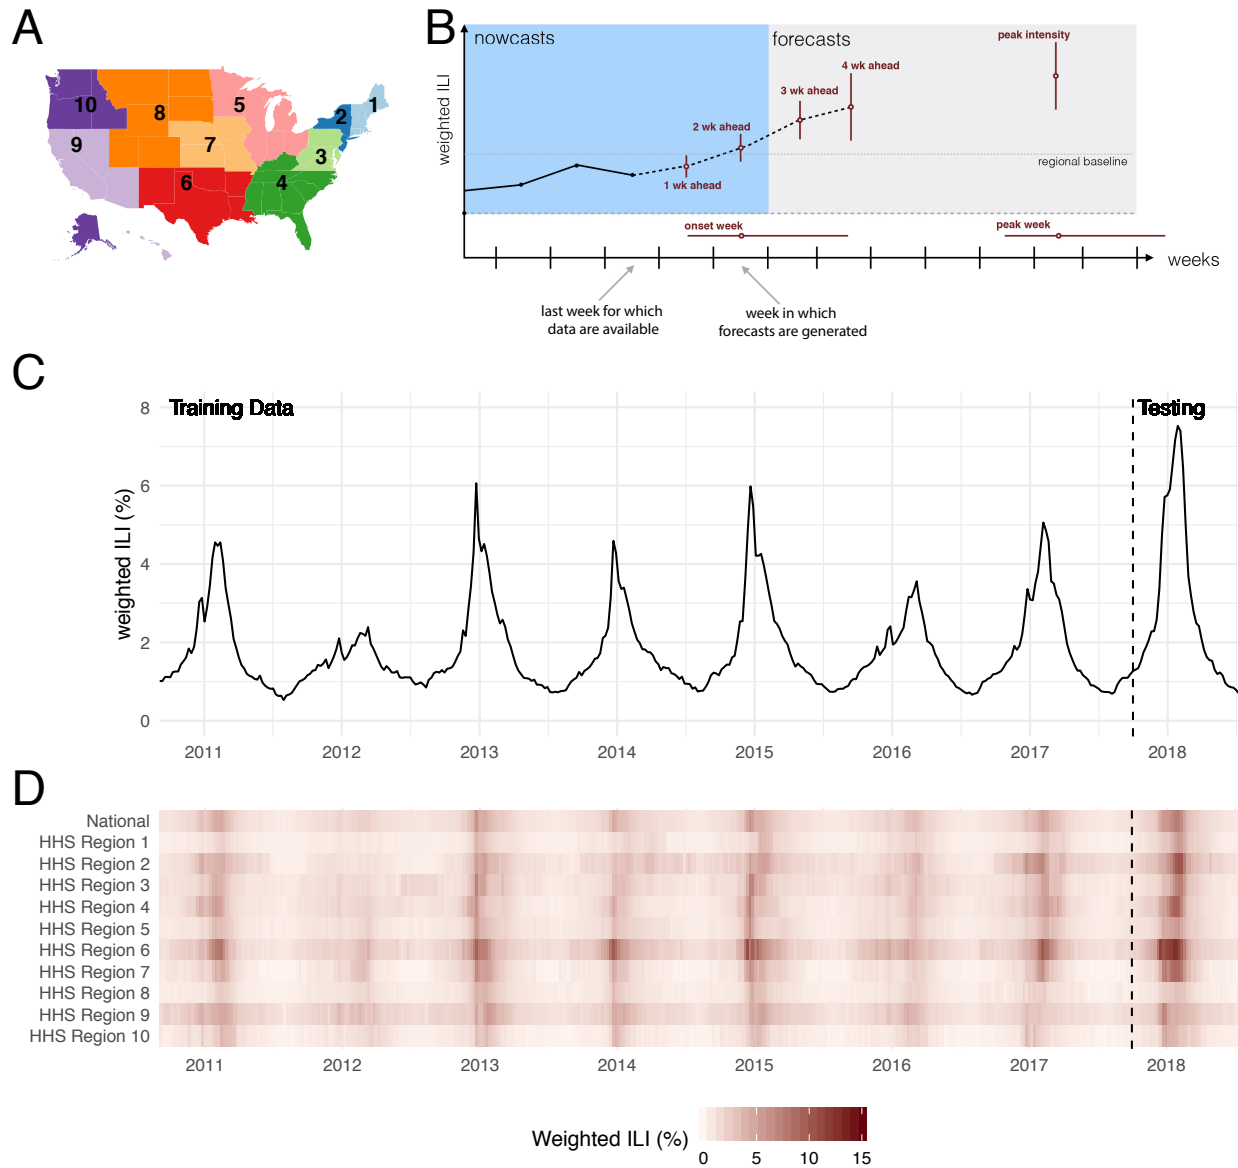 A
10
9
8
7
6
5
4
3
2
1
B
nowcasts
forecasts
peak intensity
4 wk ahead
3 wk ahead
2 wk ahead
1 wk ahead
weighted ILI
regional baseline
onset week
peak week
weeks
last week for which
data are available
week in which
forecasts are generated
C
Training Data
Testing
weighted ILI (%)
8
6
4
2
0
2011 2012 2013 2014 2015 2016 2017 2018
D
National
HHS Region 1
HHS Region 2
HHS Region 3
HHS Region 4
HHS Region 5
HHS Region 6
HHS Region 7
HHS Region 8
HHS Region 9
HHS Region 10
2011 2012 2013 2014 2015 2016 2017 2018
Weighted ILI (%)
0 5 10 15